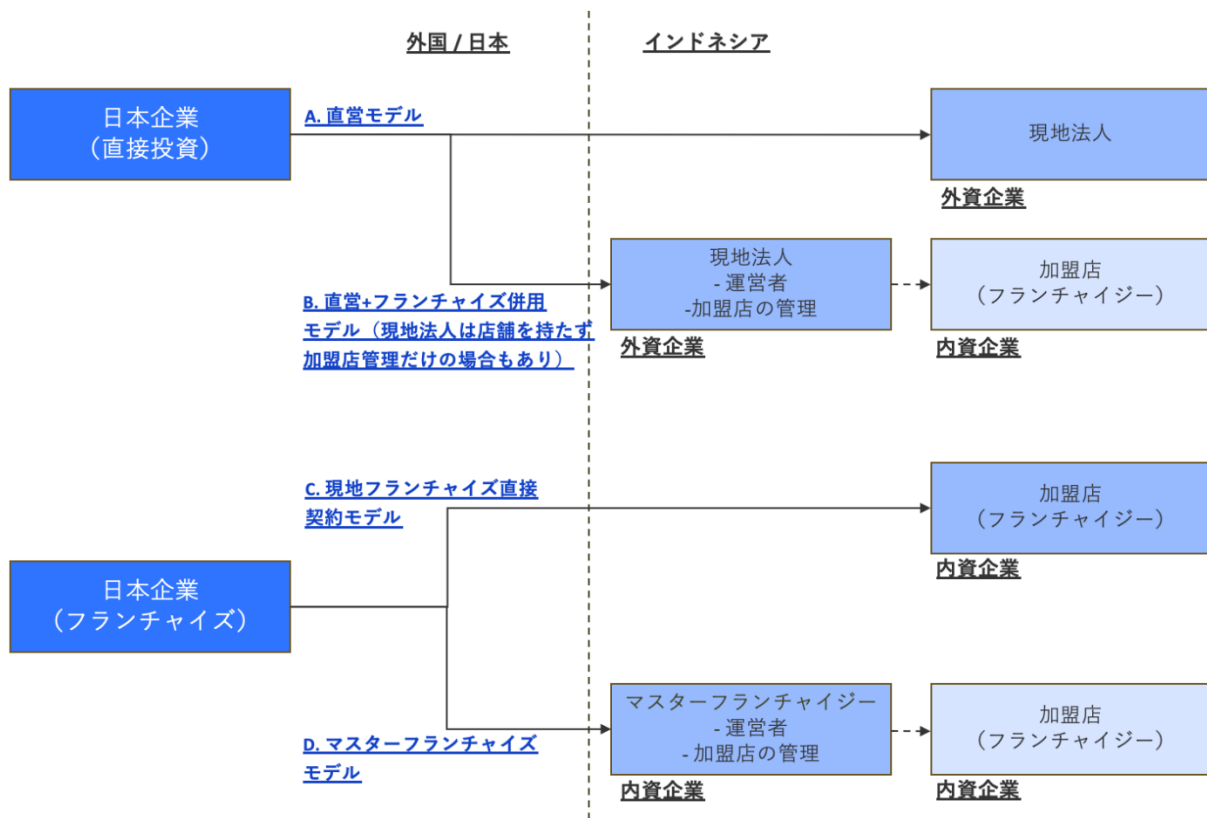 外国 / 日本
インドネシア
日本企業
（直接投資）
A. 直営モデル
現地法人
外資企業
B. 直営+フランチャイズ併用
モデル（現地法人は店舗を持たず
加盟店管理だけの場合もあり）
現地法人
- 運営者
-加盟店の管理
外資企業
加盟店
（フランチャイジー）
内資企業
日本企業
（フランチャイズ）
C. 現地フランチャイズ直接
契約モデル
加盟店
（フランチャイジー）
内資企業
D. マスターフランチャイズ
モデル
マスターフランチャイジー
- 運営者
- 加盟店の管理
内資企業
加盟店
（フランチャイジー）
内資企業